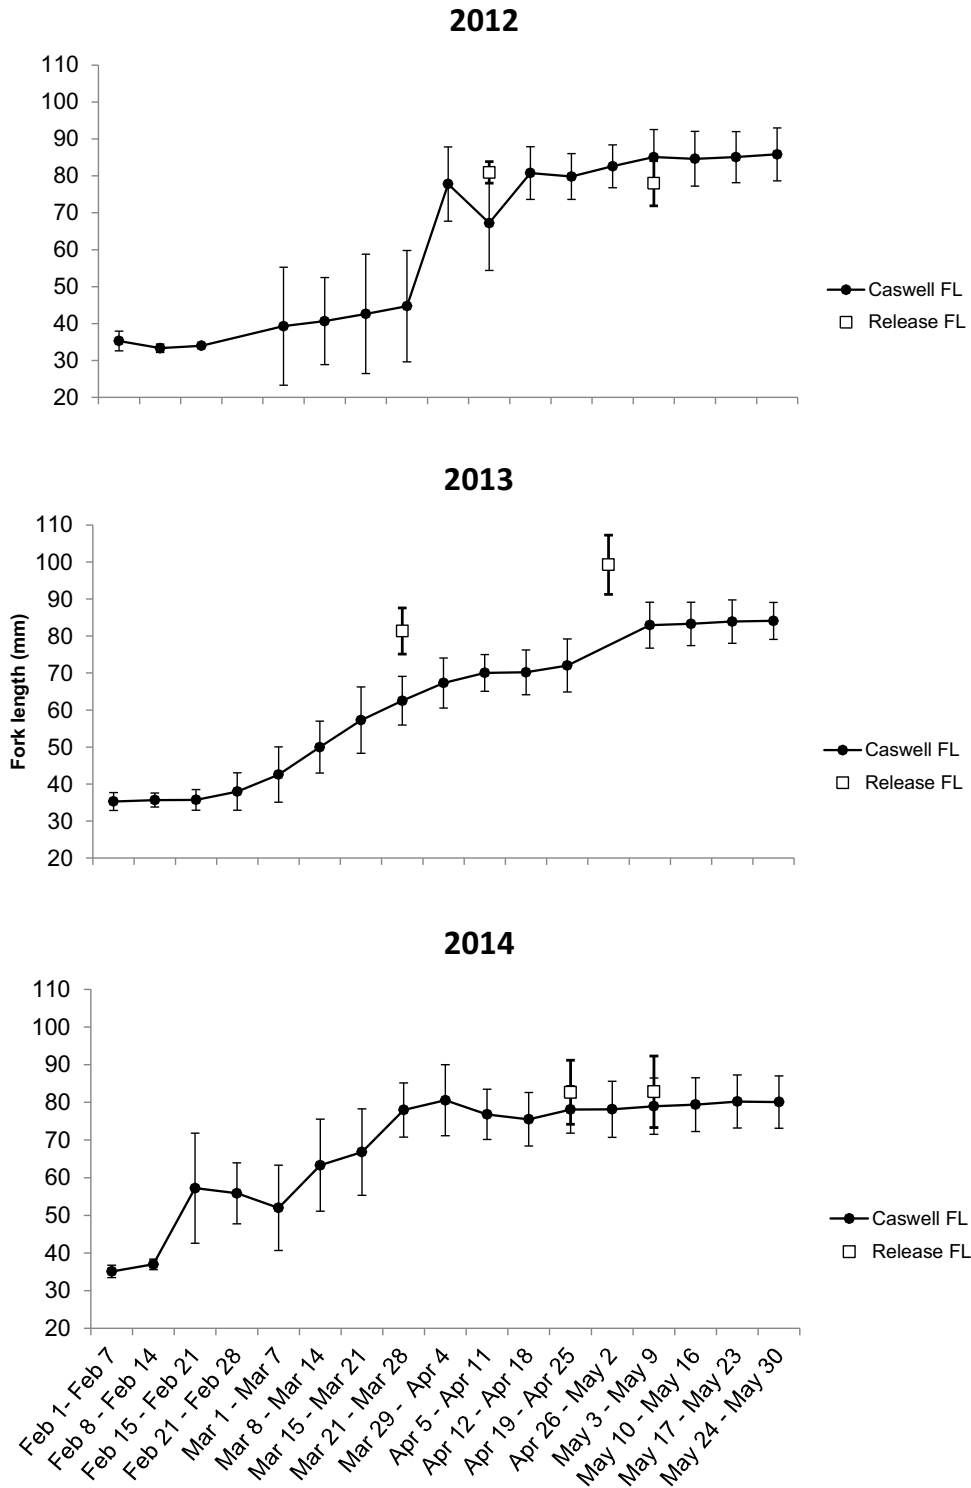 2012
110
100
90
80
70
60
50
40
30
20
Caswell FL
Release FL
2013
Fork length (mm)
110
100
90
80
70
60
50
40
30
20
Caswell FL
Release FL
2014
110
100
90
80
70
60
50
40
30
20
Caswell FL
Release FL
Feb 1- Feb 7
Feb 8 - Feb 14
Feb 15 - Feb 21
Feb 21 - Feb 28
Mar 1 - Mar 7
Mar 8 - Mar 14
Mar 15 - Mar 21
Mar 21 - Mar 28
Mar 29 - Apr 4
Apr 5 - Apr 11
Apr 12 - Apr 18
Apr 19 - Apr 25
Apr 26 - May 2
May 3 - May 9
May 10 - May 16
May 17 - May 23
May 24 - May 30